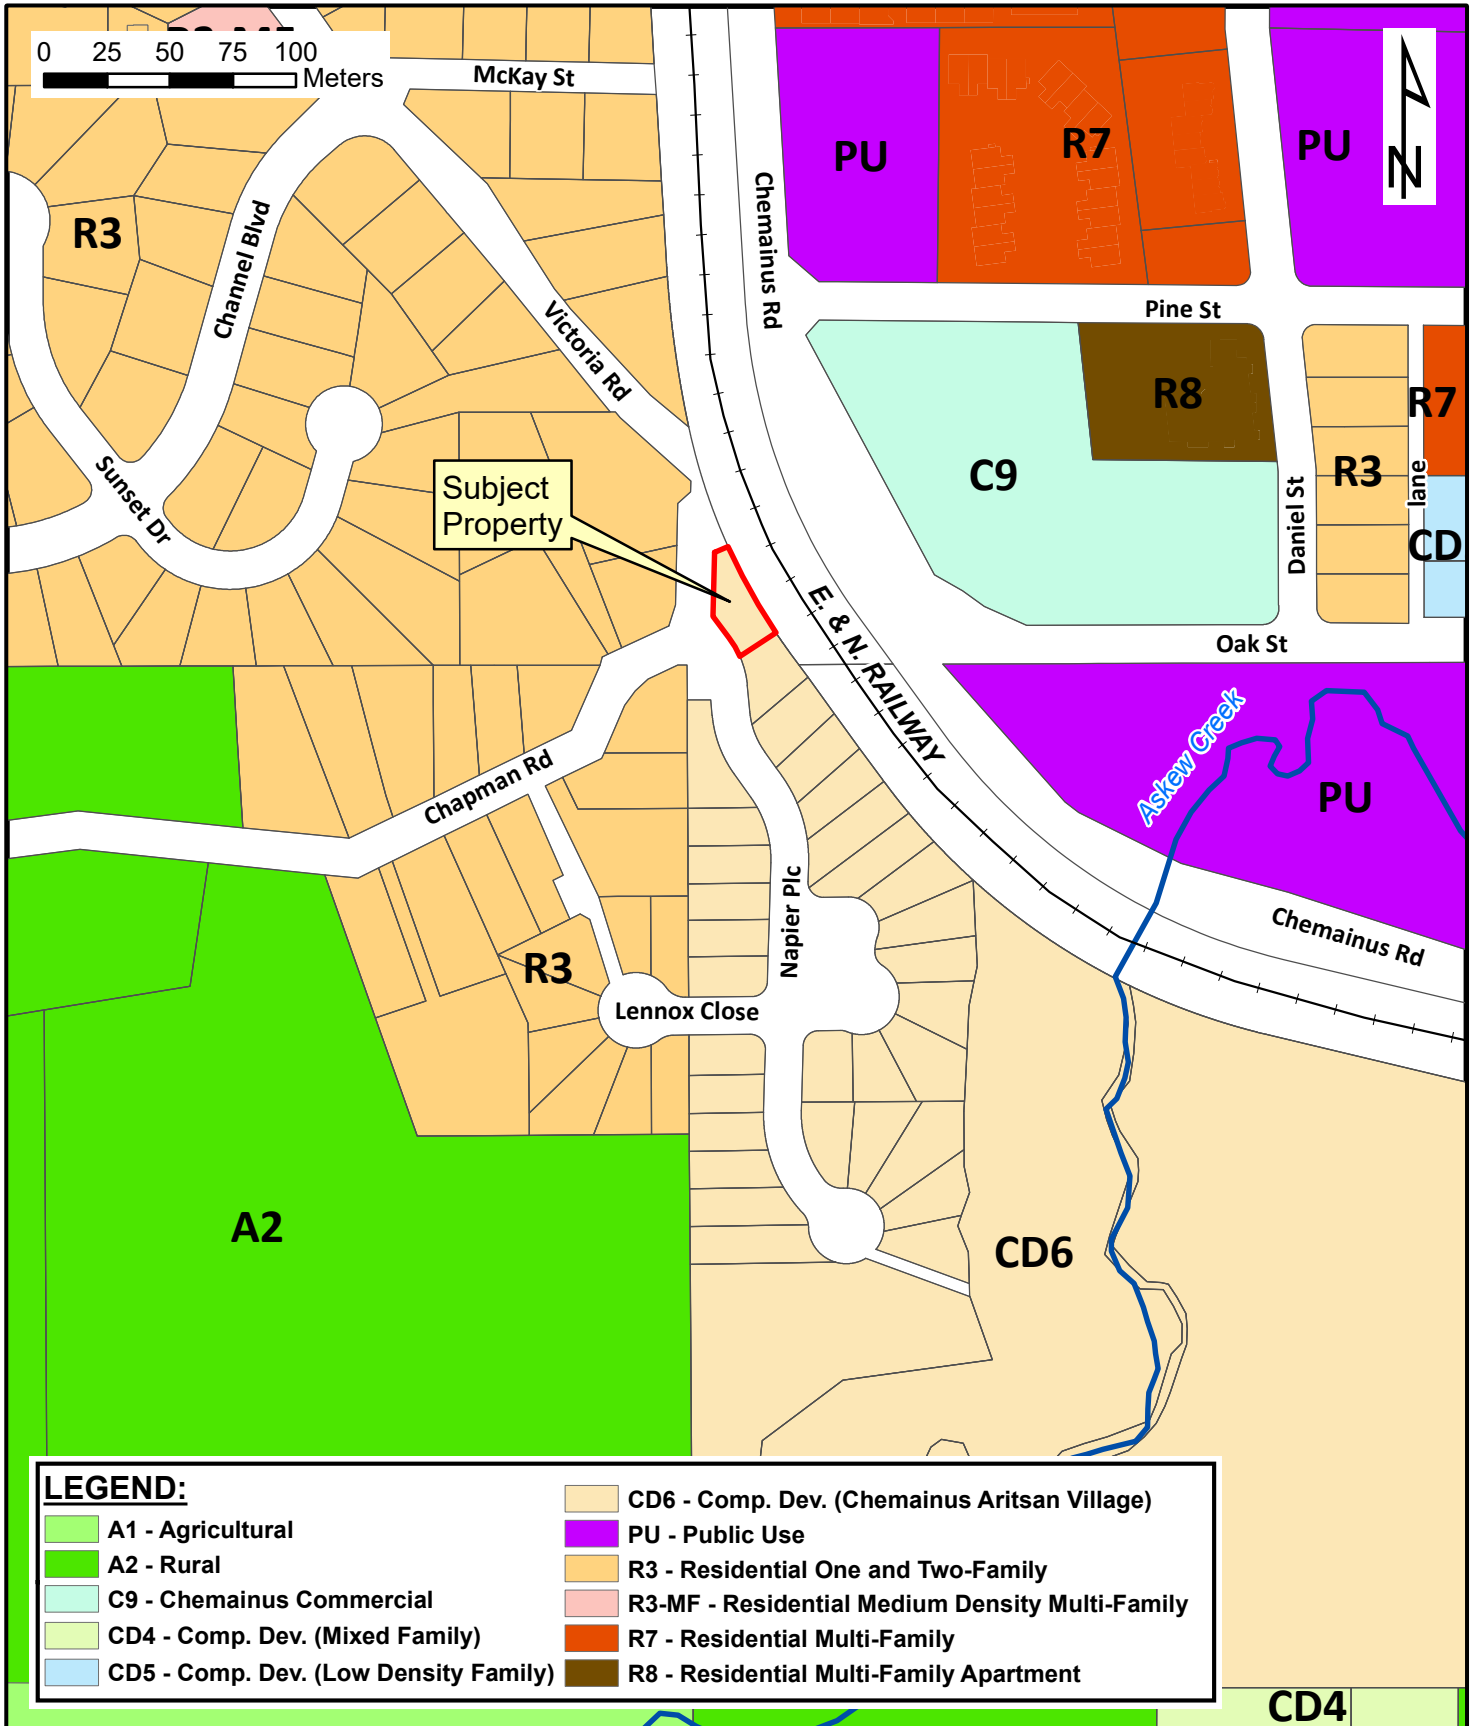 0 25 50 75 100
Meters
McKay St
PU
R7
PU
N
R3
Channel Blvd
Chemainus Rd
Victoria Rd
Pine St
R8
R7
C9
R3
lane
Sunset Dr
Subject
Property
Daniel St
CD
E. & N. RAILWAY
Oak St
Askew Creek
PU
Chapman Rd
Napier Plc
Chemainus Rd
R3
Lennox Close
A2
CD6
LEGEND:
A1 - Agricultural
A2 - Rural
C9 - Chemainus Commercial
CD4 - Comp. Dev. (Mixed Family)
CD5 - Comp. Dev. (Low Density Family)
CD6 - Comp. Dev. (Chemainus Aritsan Village)
PU - Public Use
R3 - Residential One and Two-Family
R3-MF - Residential Medium Density Multi-Family
R7 - Residential Multi-Family
R8 - Residential Multi-Family Apartment
CD4